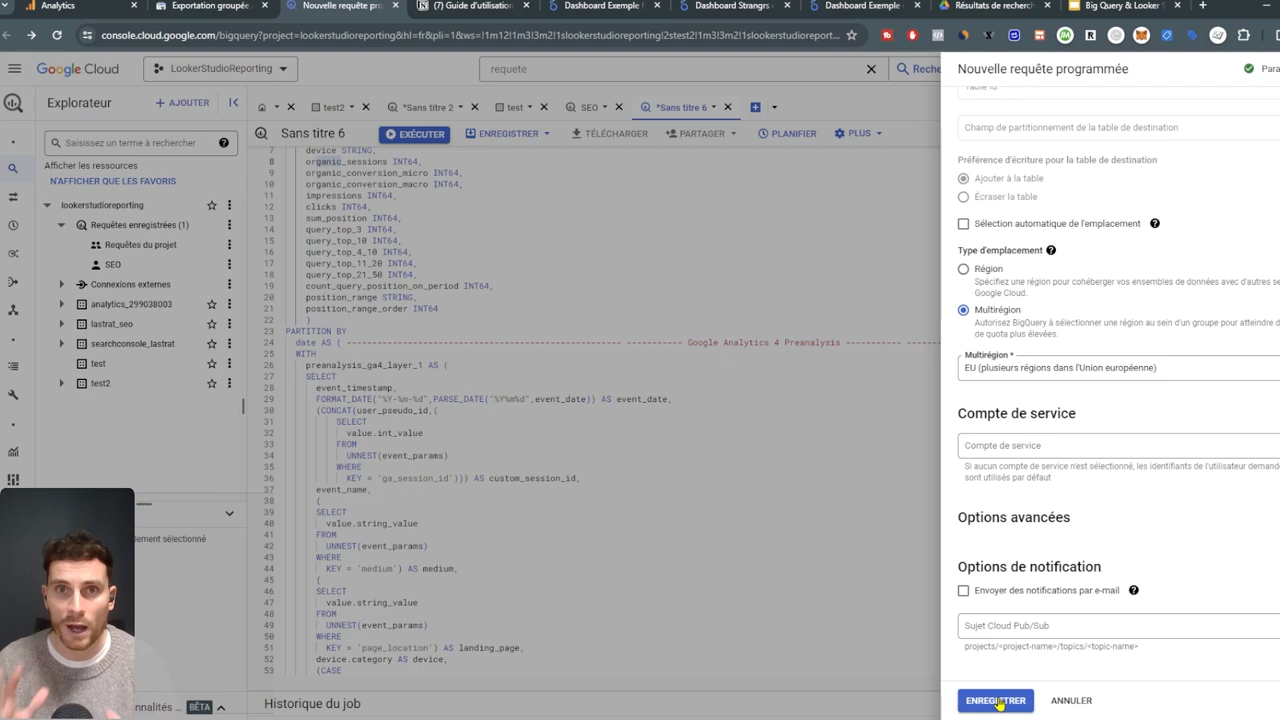 Analytics
Exportation groupée
Nouvelle requête pro
(7) Guide d'utilisation
Dashboard Exemple
Dashboard Strangrs
Dashboard Exemple
Résultats de recherc
Big Query & Looker S
console.cloud.google.com/bigquery?project=lookerstudioreporting&hl=fr&pli=1&ws=!1m12!1m3!3m2!1slookerstudioreporting!2stest2!1m3!3m2!1slookerstudioreport...
Google Cloud
LookerStudioReporting
requete
Reche
Explorateur
+ AJOUTER
test2
*Sans titre 2
test
SEO
*Sans titre 6
Saisissez un terme à rechercher
Afficher les ressources
N'AFFICHER QUE LES FAVORIS
lookerstudioreporting
Requêtes enregistrées (1)
Requêtes du projet
SEO
Connexions externes
analytics_299038003
lastrat_seo
searchconsole_lastrat
test
test2
lement sélectionné
nnalités ...
BÊTA
Sans titre 6
EXÉCUTER
ENREGISTRER
TÉLÉCHARGER
PARTAGER
PLANIFIER
PLUS
7 device STRING,
8 organic_sessions INT64,
9 organic_conversion_micro INT64,
10 organic_conversion_macro INT64,
11 impressions INT64,
12 clicks INT64,
13 sum_position INT64,
14 query_top_3 INT64,
15 query_top_10 INT64,
16 query_top_4_10 INT64,
17 query_top_11_20 INT64,
18 query_top_21_50 INT64,
19 count_query_position_on_period INT64,
20 position_range STRING,
21 position_range_order INT64
22 )
23 PARTITION BY
24 date AS ( ---------------------------------------------------- ----------- Google Analytics 4 Preanalysis ----------- -------
25 WITH
26 preanalysis_ga4_layer_1 AS (
27 SELECT
28 event_timestamp,
29 FORMAT_DATE("%Y-%m-%d",PARSE_DATE("%Y%m%d",event_date)) AS event_date,
30 (CONCAT(user_pseudo_id,(
31 SELECT
32 value.int_value
33 FROM
34 UNNEST(event_params)
35 WHERE
36 KEY = 'ga_session_id'))) AS custom_session_id,
37 event_name,
38 (
39 SELECT
40 value.string_value
41 FROM
42 UNNEST(event_params)
43 WHERE
44 KEY = 'medium') AS medium,
45 (
46 SELECT
47 value.string_value
48 FROM
49 UNNEST(event_params)
50 WHERE
51 KEY = 'page_location') AS landing_page,
52 device.category AS device,
53 (CASE
Historique du job
Nouvelle requête programmée
Para
Table Id
Champ de partitionnement de la table de destination
Préférence d'écriture pour la table de destination
Ajouter à la table
Écraser la table
Sélection automatique de l'emplacement
Type d'emplacement
Région
Spécifiez une région pour cohéberger vos ensembles de données avec d'autres se
Google Cloud.
Multirégion
Autorisez BigQuery à sélectionner une région au sein d'un groupe pour atteindre d
de quota plus élevées.
Multirégion *
EU (plusieurs régions dans l'Union européenne)
Compte de service
Compte de service
Si aucun compte de service n'est sélectionné, les identifiants de l'utilisateur demand
sont utilisés par défaut
Options avancées
Options de notification
Envoyer des notifications par e-mail
Sujet Cloud Pub/Sub
projects/<project-name>/topics/<topic-name>
ENREGISTRER
ANNULER